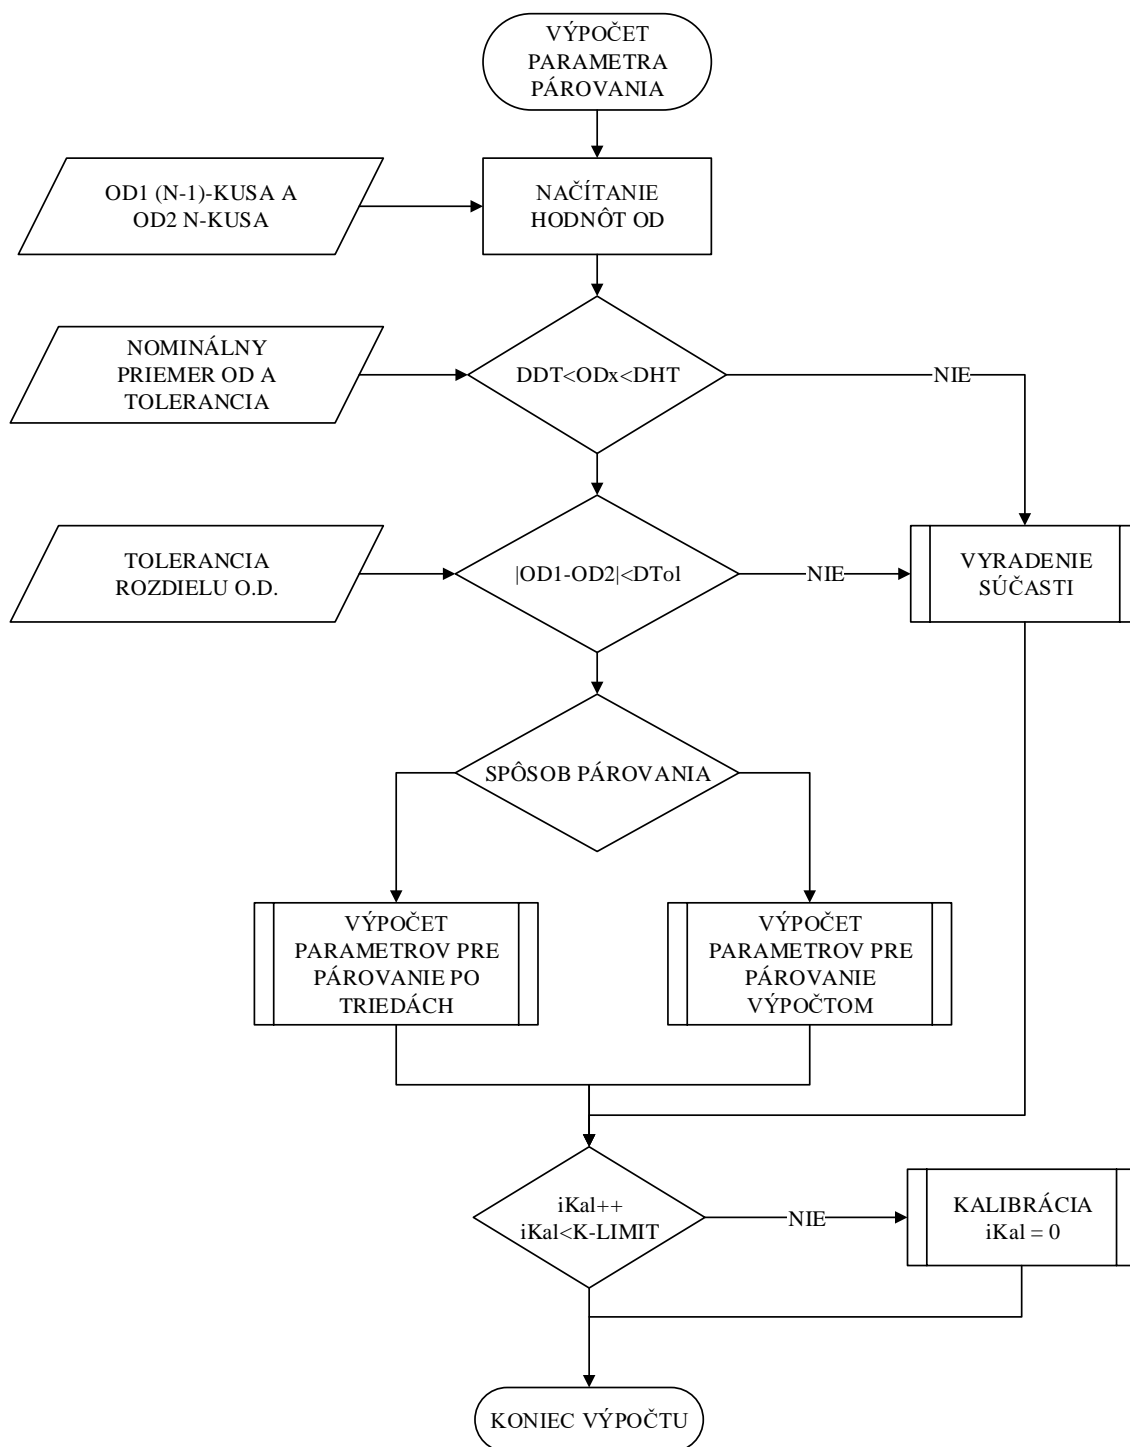 VÝPOČET
PARAMETRA
PÁROVANIA
OD1 (N-1)-KUSA A
OD2 N-KUSA
NAČÍTANIE
HODNÔT OD
NOMINÁLNY
PRIEMER OD A
TOLERANCIA
DDT<ODx<DHT
NIE
TOLERANCIA
ROZDIELU O.D.
|OD1-OD2|<DTol
NIE
VYRADENIE
SÚČASTI
SPÔSOB PÁROVANIA
VÝPOČET
PARAMETROV PRE
PÁROVANIE PO
TRIEDÁCH
VÝPOČET
PARAMETROV PRE
PÁROVANIE
VÝPOČTOM
iKal++
iKal<K-LIMIT
NIE
KALIBRÁCIA
iKal = 0
KONIEC VÝPOČTU